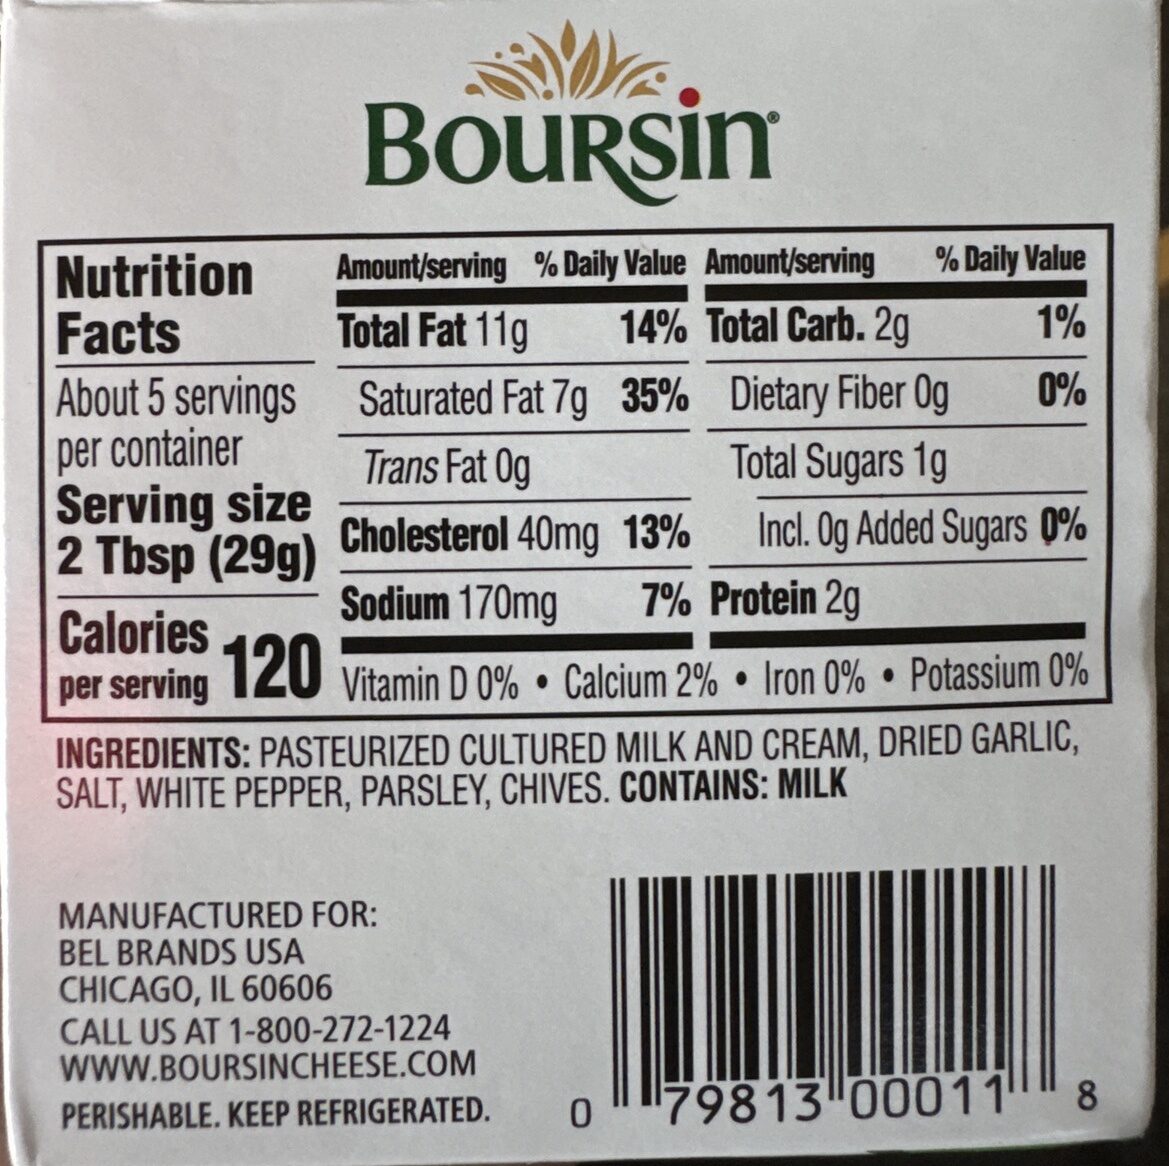 BOURSin®
Nutrition
Facts
About 5 servings
per container
Serving size
2 Tbsp (29g)
Calories
per serving 120
Amount/serving % Daily Value
Total Fat 11g 14%
Saturated Fat 7g 35%
Trans Fat 0g
Cholesterol 40mg 13%
Sodium 170mg 7%
Amount/serving % Daily Value
Total Carb. 2g 1%
Dietary Fiber 0g 0%
Total Sugars 1g
Incl. 0g Added Sugars 0%
Protein 2g
Vitamin D 0% • Calcium 2% • Iron 0% • Potassium 0%
INGREDIENTS: PASTEURIZED CULTURED MILK AND CREAM, DRIED GARLIC,
SALT, WHITE PEPPER, PARSLEY, CHIVES. CONTAINS: MILK
MANUFACTURED FOR:
BEL BRANDS USA
CHICAGO, IL 60606
CALL US AT 1-800-272-1224
WWW.BOURSINCHEESE.COM
PERISHABLE. KEEP REFRIGERATED.
0 79813 00011 8